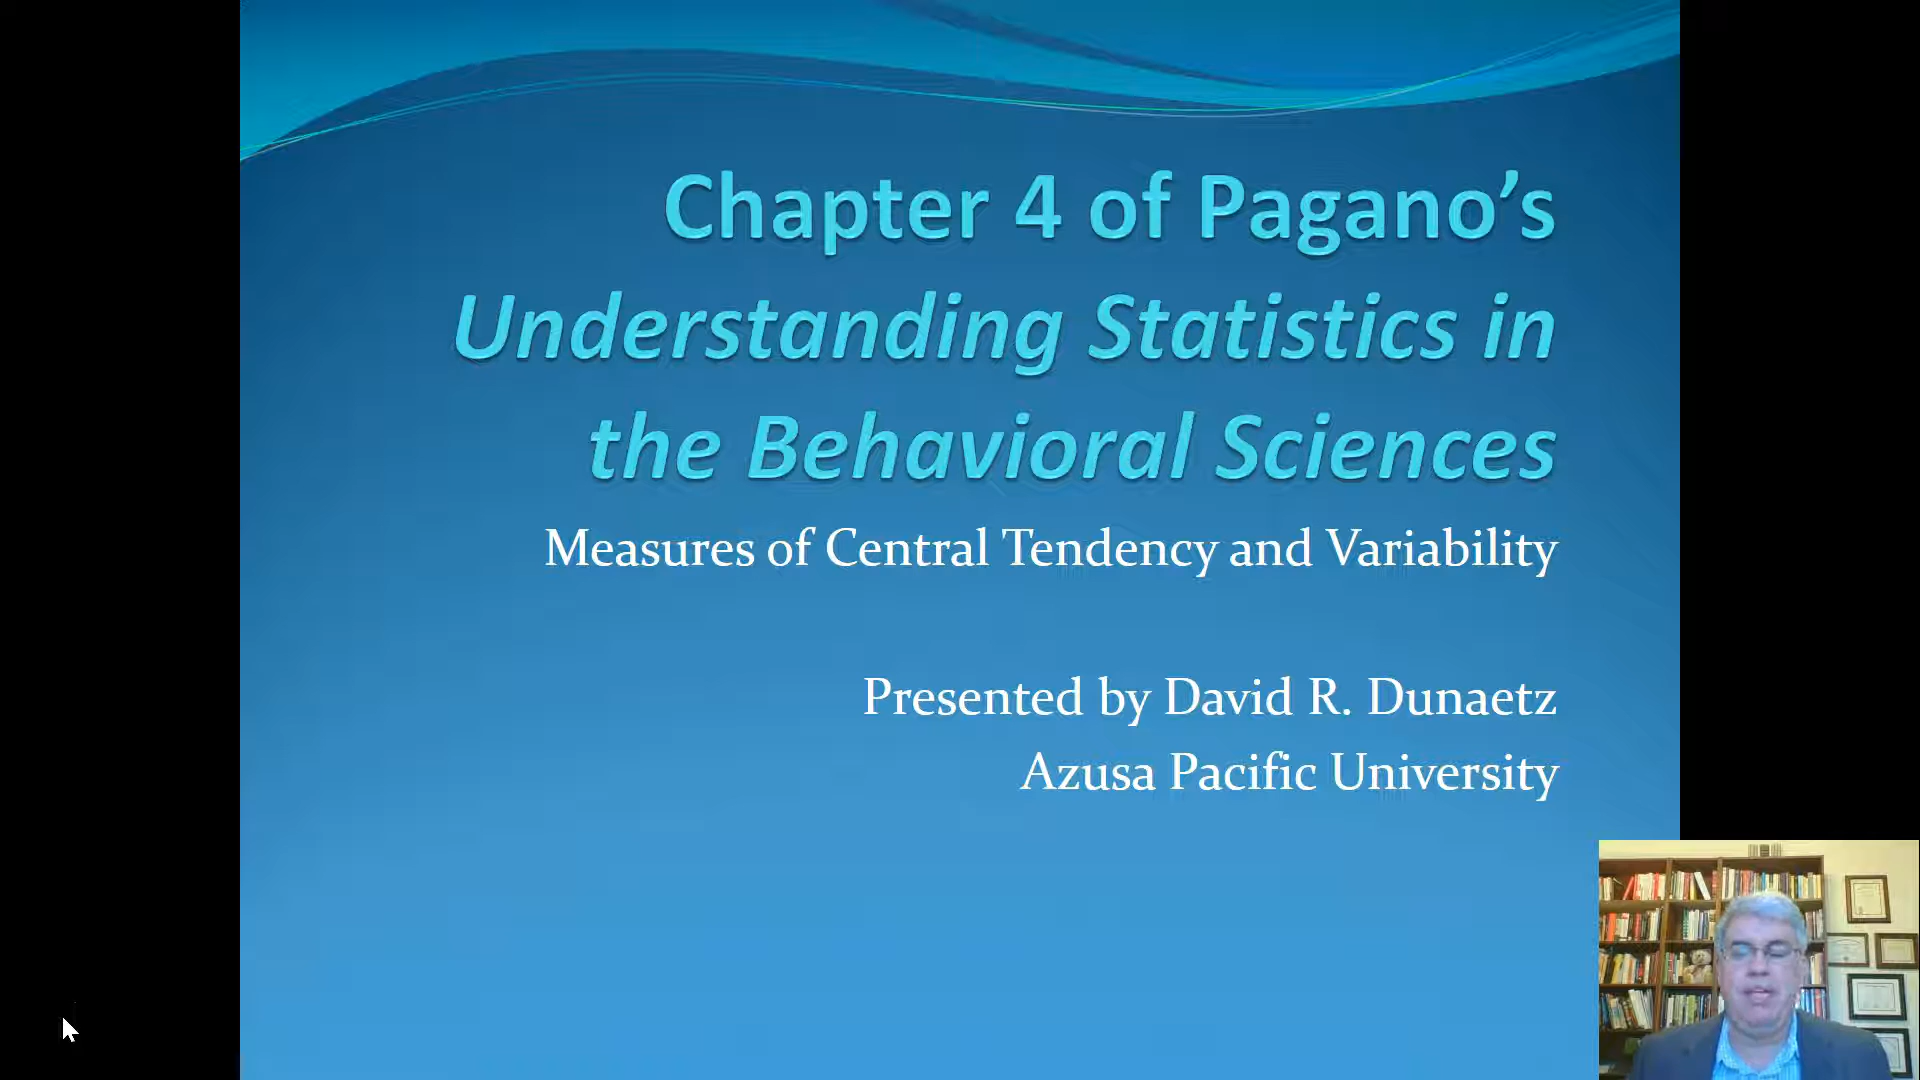 Chapter 4 of Pagano’s
Understanding Statistics in
the Behavioral Sciences
Measures of Central Tendency and Variability
Presented by David R. Dunaetz
Azusa Pacific University